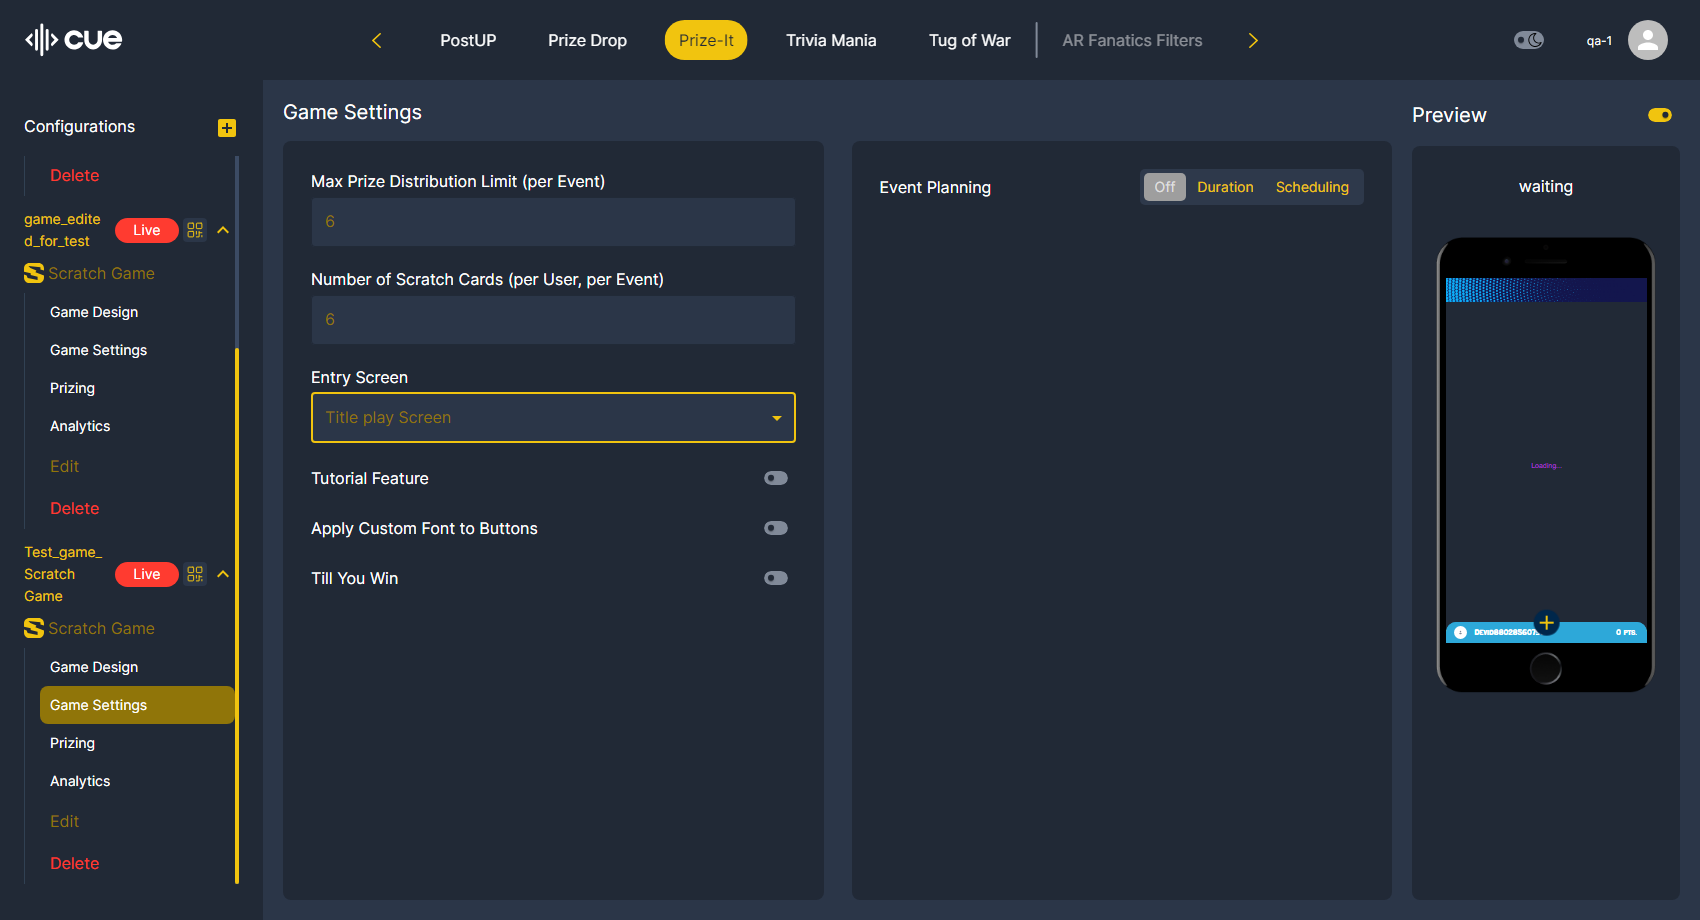 cue
PostUP
Prize Drop
Prize-It
Trivia Mania
Tug of War
AR Fanatics Filters
qa-1
Configurations
Delete
game_edite
d_for_test
Live
Scratch Game
Game Design
Game Settings
Prizing
Analytics
Edit
Delete
Test_game_
Scratch
Game
Live
Scratch Game
Game Design
Game Settings
Prizing
Analytics
Edit
Delete
Game Settings
Max Prize Distribution Limit (per Event)
6
Number of Scratch Cards (per User, per Event)
6
Entry Screen
Title play Screen
Tutorial Feature
Apply Custom Font to Buttons
Till You Win
Event Planning
Off
Duration
Scheduling
Preview
waiting
Loading...
0 PTS.